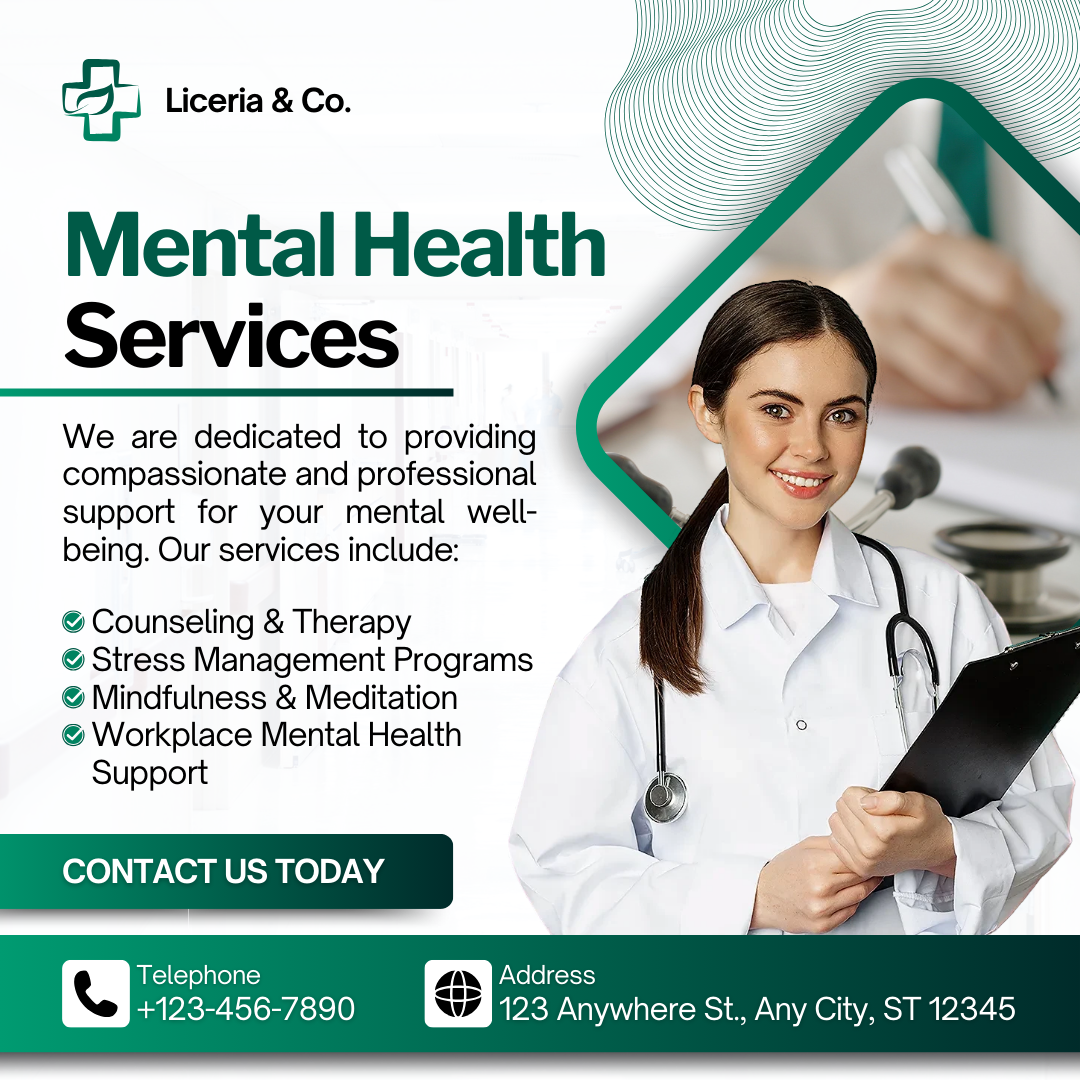 Liceria & Co.
Mental Health
Services
We are dedicated to providing
compassionate and professional
support for your mental well-
being. Our services include:
Counseling & Therapy
Stress Management Programs
Mindfulness & Meditation
Workplace Mental Health
Support
CONTACT US TODAY
Telephone
+123-456-7890
Address
123 Anywhere St., Any City, ST 12345